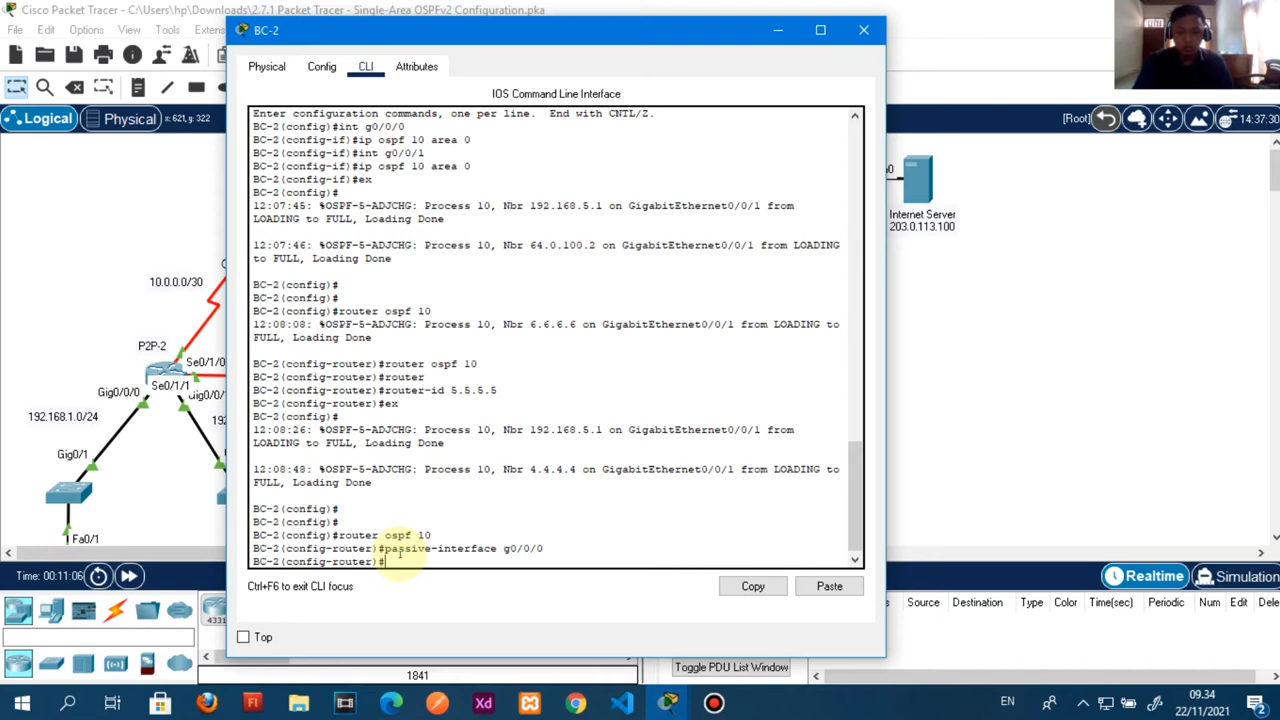 Cisco Packet Tracer - C:\Users\hp\Downloads\2.7.1 Packet Tracer - Single-Area OSPFv2 Configuration.pka
File Edit Options View Tools Extens
BC-2
Physical Config CLI Attributes
IOS Command Line Interface
Logical Physical x: 621, y: 322
[Root] 14:37:30
Enter configuration commands, one per line. End with CNTL/Z.
BC-2(config)#int g0/0/0
BC-2(config-if)#ip ospf 10 area 0
BC-2(config-if)#int g0/0/1
BC-2(config-if)#ip ospf 10 area 0
BC-2(config-if)#ex
BC-2(config)#
12:07:45: %OSPF-5-ADJCHG: Process 10, Nbr 192.168.5.1 on GigabitEthernet0/0/1 from
LOADING to FULL, Loading Done
12:07:46: %OSPF-5-ADJCHG: Process 10, Nbr 64.0.100.2 on GigabitEthernet0/0/1 from LOADING
to FULL, Loading Done
BC-2(config)#
BC-2(config)#
BC-2(config)#router ospf 10
12:08:08: %OSPF-5-ADJCHG: Process 10, Nbr 6.6.6.6 on GigabitEthernet0/0/1 from LOADING to
FULL, Loading Done
BC-2(config-router)#router ospf 10
BC-2(config-router)#router
BC-2(config-router)#router-id 5.5.5.5
BC-2(config-router)#ex
BC-2(config)#
12:08:26: %OSPF-5-ADJCHG: Process 10, Nbr 192.168.5.1 on GigabitEthernet0/0/1 from
LOADING to FULL, Loading Done
12:08:48: %OSPF-5-ADJCHG: Process 10, Nbr 4.4.4.4 on GigabitEthernet0/0/1 from LOADING to
FULL, Loading Done
BC-2(config)#
BC-2(config)#
BC-2(config)#router ospf 10
BC-2(config-router)#passive-interface g0/0/0
BC-2(config-router)#
Ctrl+F6 to exit CLI focus
Copy Paste
Top
Internet Server
203.0.113.100
10.0.0.0/30
P2P-2
Se0/1/0
Se0/1/1
Gig0/0/0
192.168.1.0/24
Gig0/1
Fa0/1
Time: 00:11:06
Realtime Simulation
4331
1841
Source Destination Type Color Time(sec) Periodic Num Edit Dele
Toggle PDU List Window
EN
09.34
22/11/2021
2